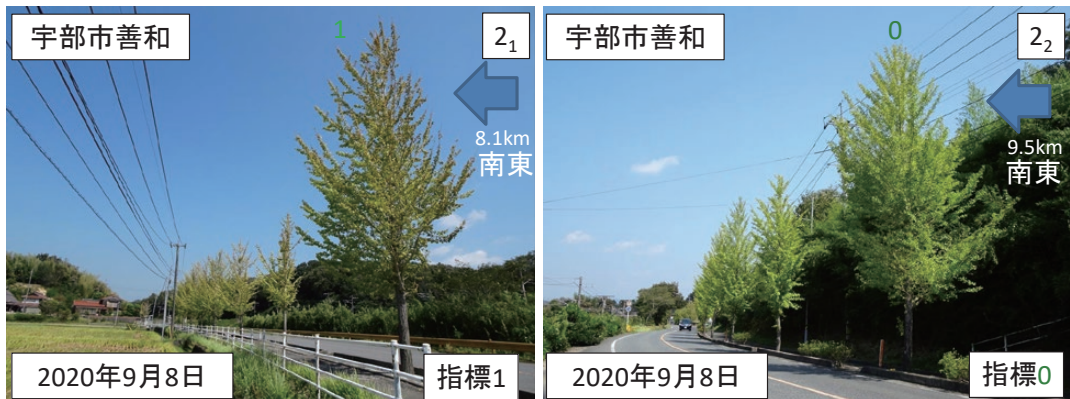 宇部市善和
1
2₁
8.1km
南東
2020年9月8日
指標1
宇部市善和
0
2₂
9.5km
南東
2020年9月8日
指標0